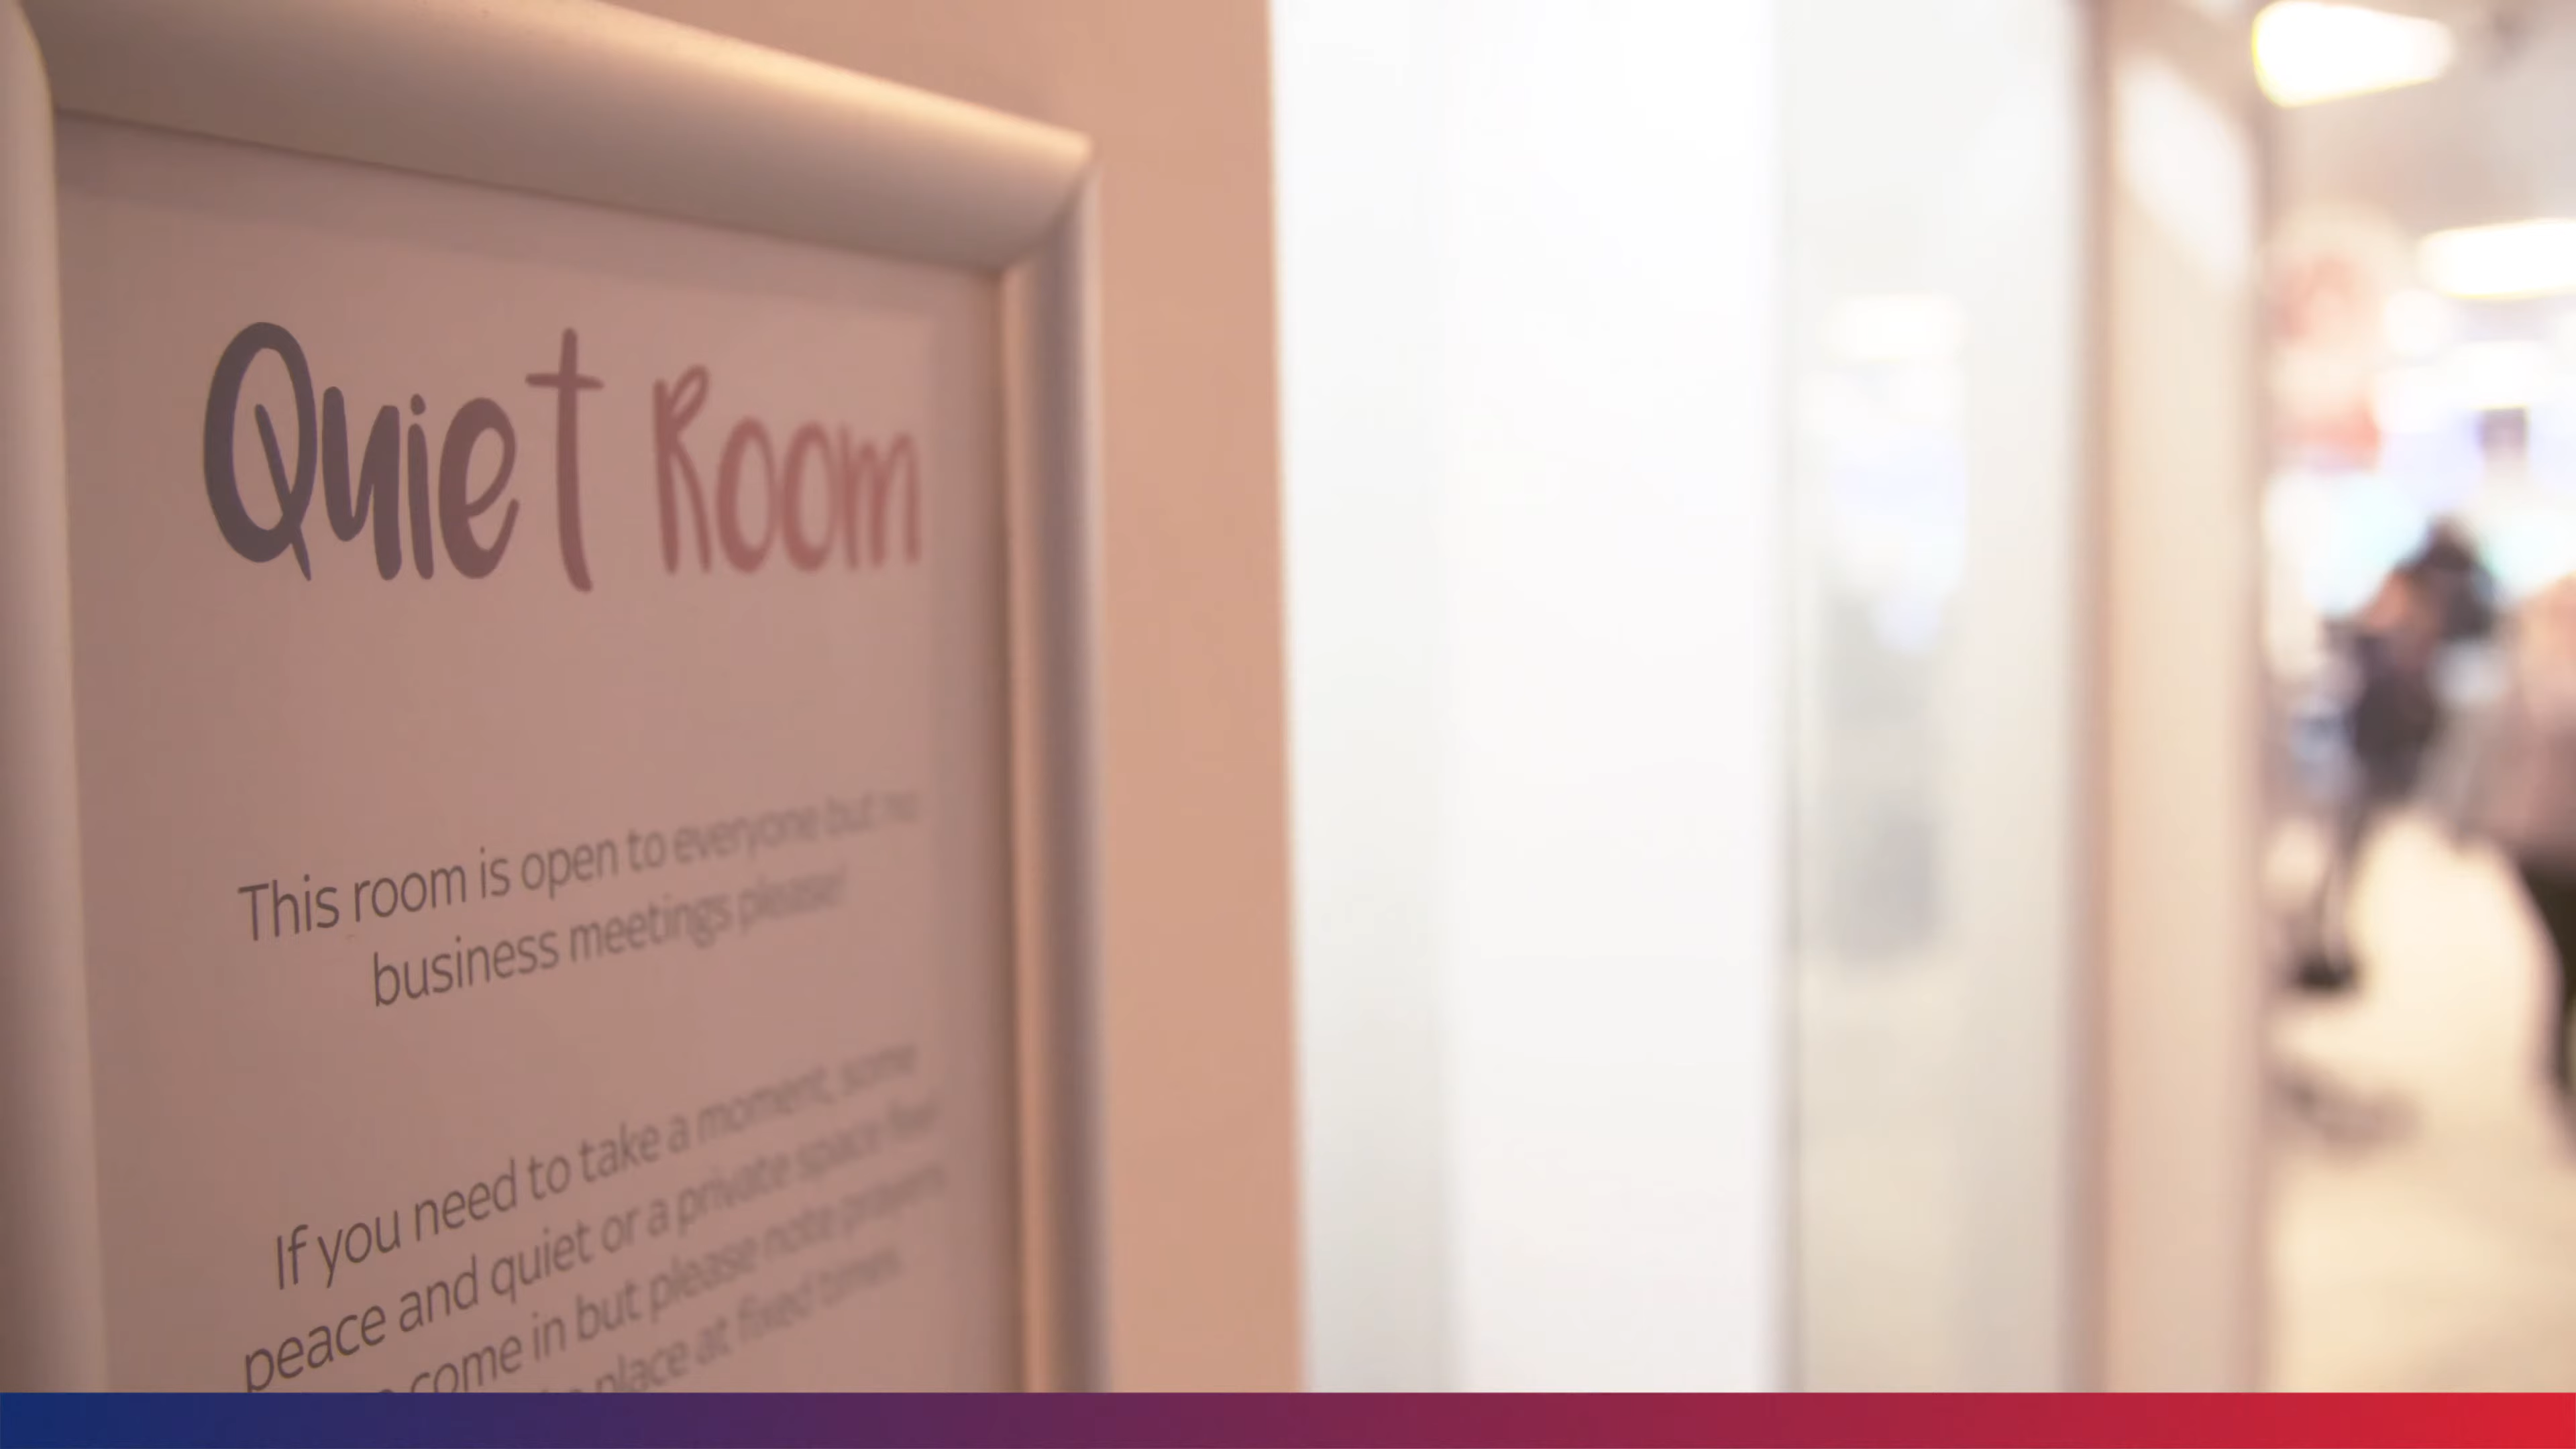 Quiet Room
This room is open to everyone but no
business meetings please!
If you need to take a moment, some
peace and quiet or a private space feel
come in but please note prayers
place at fixed times.